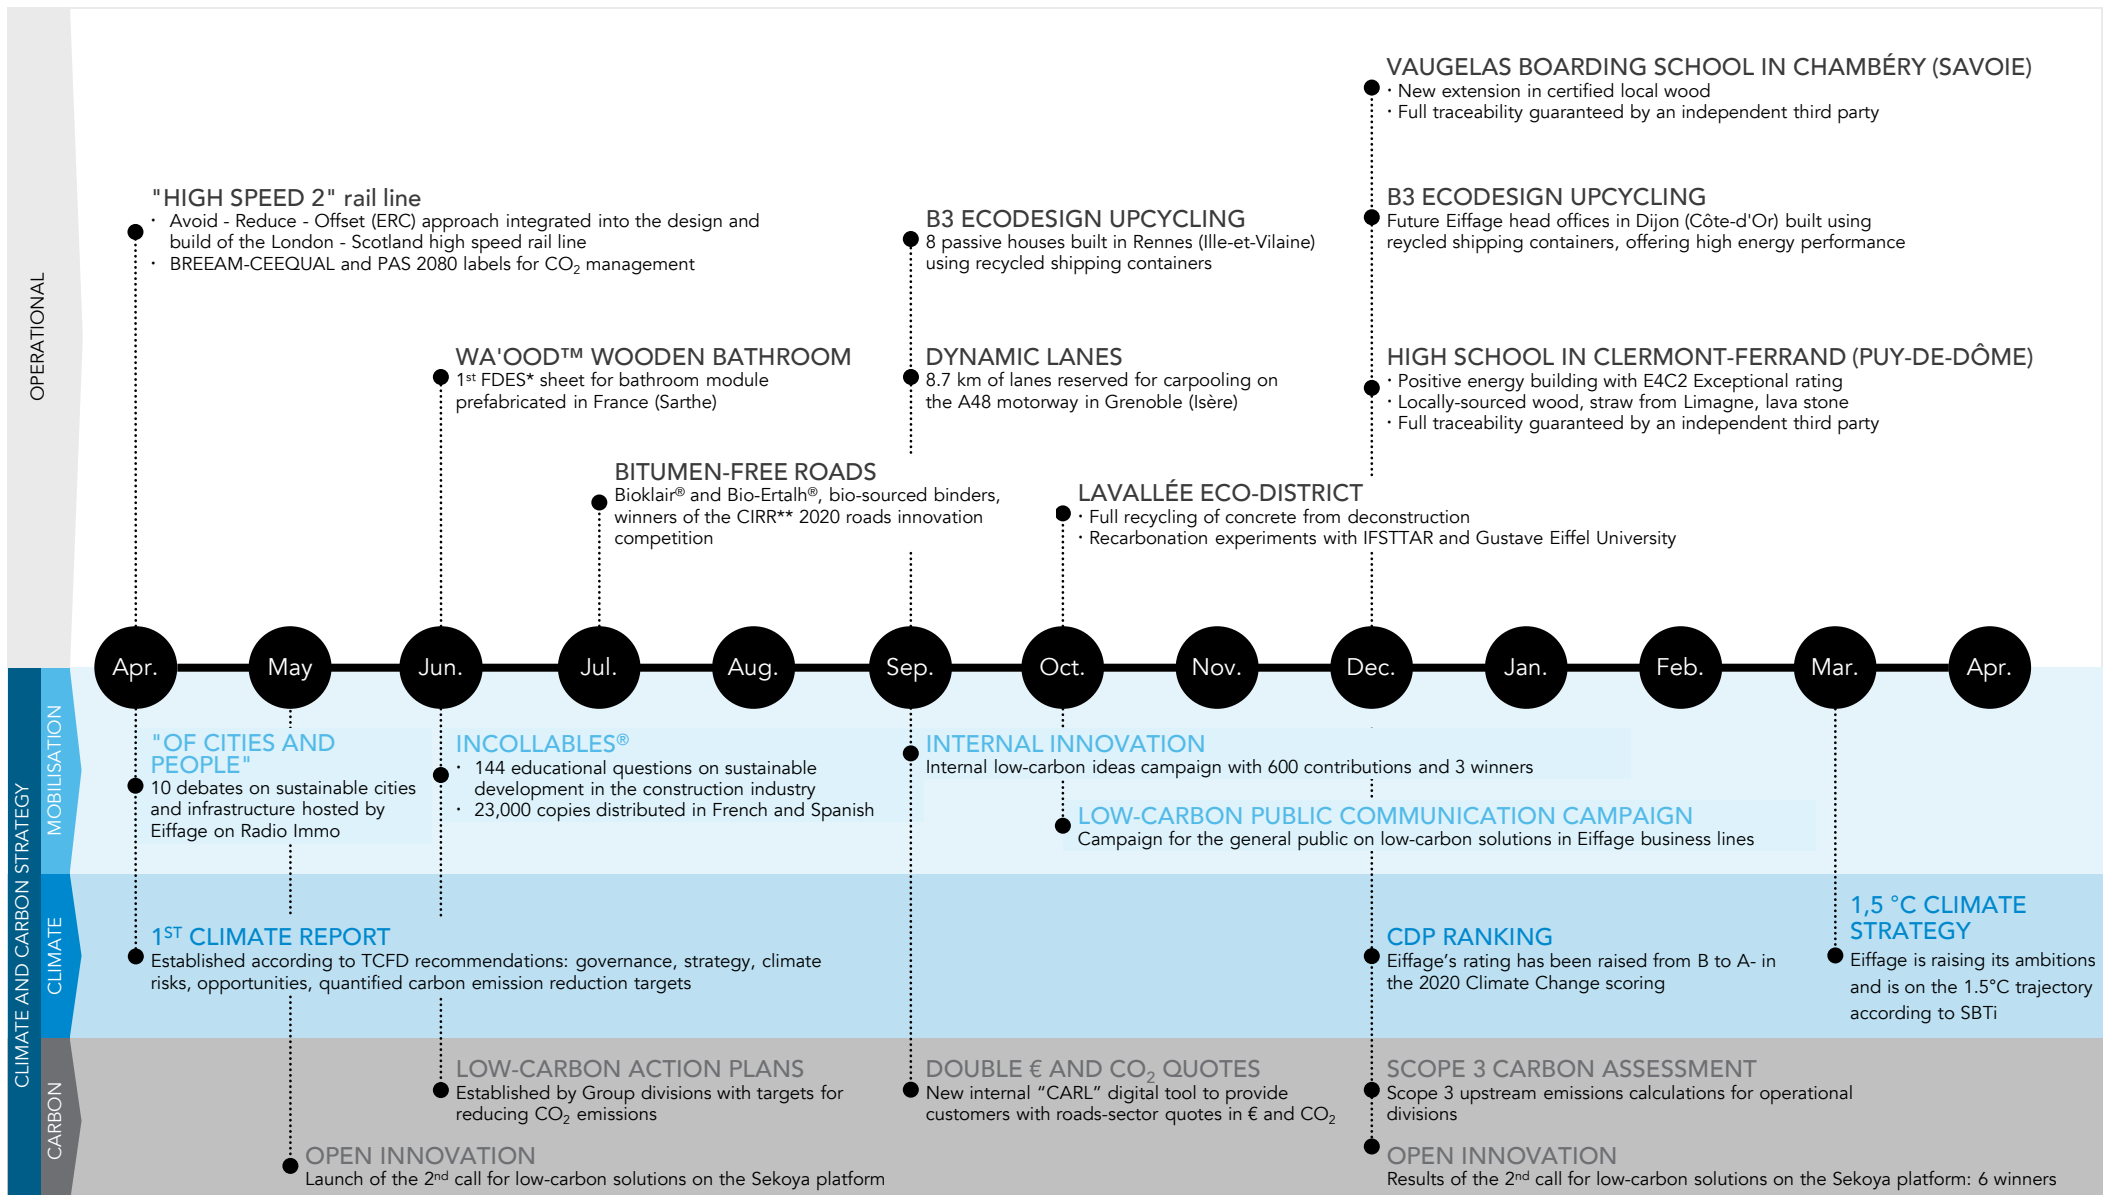 OPERATIONAL
VAUGELAS BOARDING SCHOOL IN CHAMBÉRY (SAVOIE)
· New extension in certified local wood
· Full traceability guaranteed by an independent third party
"HIGH SPEED 2" rail line
· Avoid - Reduce - Offset (ERC) approach integrated into the design and
build of the London - Scotland high speed rail line
· BREEAM-CEEQUAL and PAS 2080 labels for CO₂ management
B3 ECODESIGN UPCYCLING
8 passive houses built in Rennes (Ille-et-Vilaine)
using recycled shipping containers
B3 ECODESIGN UPCYCLING
Future Eiffage head offices in Dijon (Côte-d'Or) built using
reycled shipping containers, offering high energy performance
WA'OOD™ WOODEN BATHROOM
1st FDES* sheet for bathroom module
prefabricated in France (Sarthe)
DYNAMIC LANES
8.7 km of lanes reserved for carpooling on
the A48 motorway in Grenoble (Isère)
HIGH SCHOOL IN CLERMONT-FERRAND (PUY-DE-DÔME)
· Positive energy building with E4C2 Exceptional rating
· Locally-sourced wood, straw from Limagne, lava stone
· Full traceability guaranteed by an independent third party
BITUMEN-FREE ROADS
Bioklair® and Bio-Ertalh®, bio-sourced binders,
winners of the CIRR** 2020 roads innovation
competition
LAVALLÉE ECO-DISTRICT
· Full recycling of concrete from deconstruction
· Recarbonation experiments with IFSTTAR and Gustave Eiffel University
Apr. May Jun. Jul. Aug. Sep. Oct. Nov. Dec. Jan. Feb. Mar. Apr.
CLIMATE AND CARBON STRATEGY
MOBILISATION
"OF CITIES AND
PEOPLE"
10 debates on sustainable cities
and infrastructure hosted by
Eiffage on Radio Immo
INCOLLABLES®
· 144 educational questions on sustainable
development in the construction industry
· 23,000 copies distributed in French and Spanish
INTERNAL INNOVATION
Internal low-carbon ideas campaign with 600 contributions and 3 winners
LOW-CARBON PUBLIC COMMUNICATION CAMPAIGN
Campaign for the general public on low-carbon solutions in Eiffage business lines
CLIMATE
1ST CLIMATE REPORT
Established according to TCFD recommendations: governance, strategy, climate
risks, opportunities, quantified carbon emission reduction targets
CDP RANKING
Eiffage's rating has been raised from B to A- in
the 2020 Climate Change scoring
1,5 °C CLIMATE
STRATEGY
Eiffage is raising its ambitions
and is on the 1.5°C trajectory
according to SBTi
CARBON
LOW-CARBON ACTION PLANS
Established by Group divisions with targets for
reducing CO₂ emissions
DOUBLE € AND CO₂ QUOTES
New internal “CARL” digital tool to provide
customers with roads-sector quotes in € and CO₂
SCOPE 3 CARBON ASSESSMENT
Scope 3 upstream emissions calculations for operational
divisions
OPEN INNOVATION
Launch of the 2nd call for low-carbon solutions on the Sekoya platform
OPEN INNOVATION
Results of the 2nd call for low-carbon solutions on the Sekoya platform: 6 winners